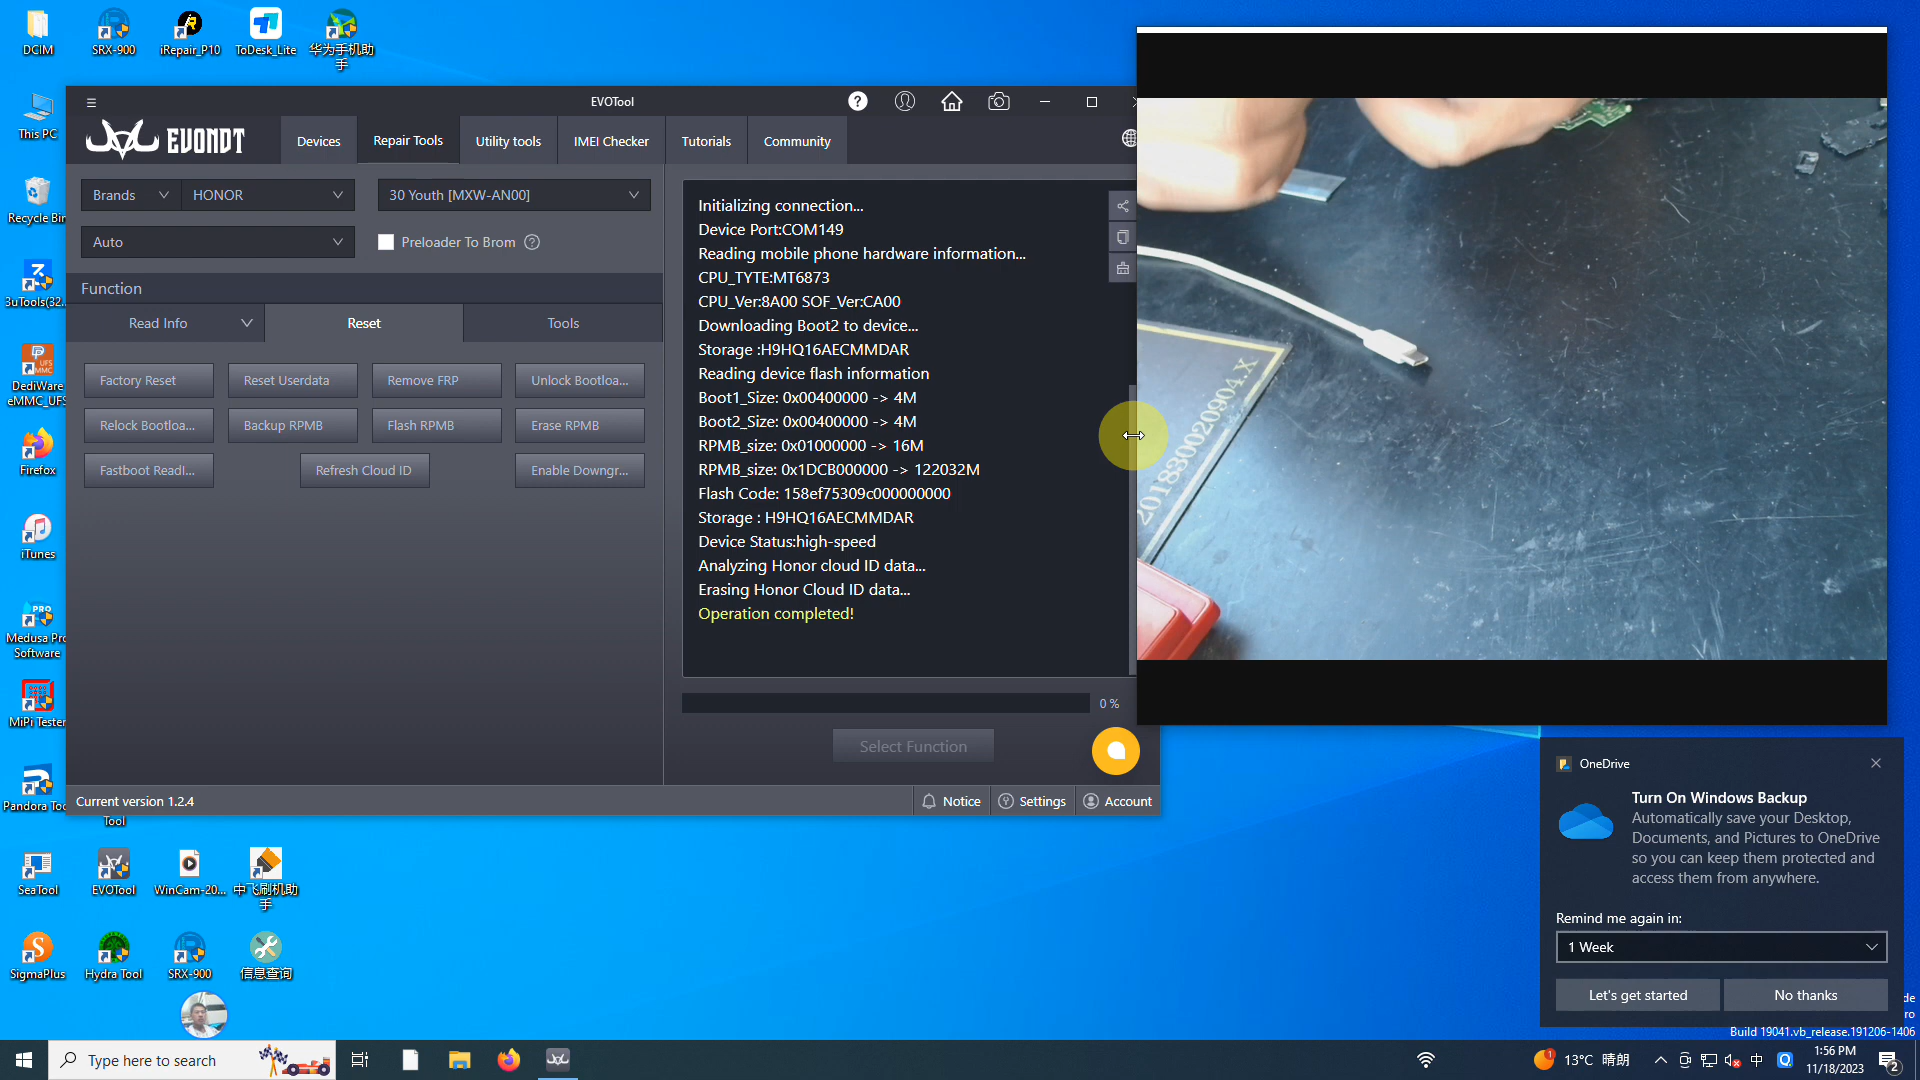 DCIM
SRX-900
iRepair_P10
ToDesk_Lite
华为手机助
手
This PC
Recycle Bin
3uTools(32...
DediWare
eMMC_UFS
Firefox
iTunes
Medusa Pro
Software
MiPi Tester
Pandora
Tool
SeaTool
EVOTool
WinCam-20...
中飞刷机助
手
SigmaPlus
Hydra Tool
SRX-900
信息查询
EVOTool
EVONDT
Devices
Repair Tools
Utility tools
IMEI Checker
Tutorials
Community
Brands
HONOR
30 Youth [MXW-AN00]
Auto
Preloader To Brom
Function
Read Info
Reset
Tools
Factory Reset
Reset Userdata
Remove FRP
Unlock Bootloa...
Relock Bootloa...
Backup RPMB
Flash RPMB
Erase RPMB
Fastboot ReadI...
Refresh Cloud ID
Enable Downgr...
Initializing connection...
Device Port:COM149
Reading mobile phone hardware information...
CPU_TYTE:MT6873
CPU_Ver:8A00 SOF_Ver:CA00
Downloading Boot2 to device...
Storage :H9HQ16AECMMDAR
Reading device flash information
Boot1_Size: 0x00400000 -> 4M
Boot2_Size: 0x00400000 -> 4M
RPMB_size: 0x01000000 -> 16M
RPMB_size: 0x1DCB000000 -> 122032M
Flash Code: 158ef75309c000000000
Storage : H9HQ16AECMMDAR
Device Status:high-speed
Analyzing Honor cloud ID data...
Erasing Honor Cloud ID data...
Operation completed!
0 %
Select Function
Current version 1.2.4
Notice
Settings
Account
201830020904.X
OneDrive
Turn On Windows Backup
Automatically save your Desktop,
Documents, and Pictures to OneDrive
so you can keep them protected and
access them from anywhere.
Remind me again in:
1 Week
Let's get started
No thanks
Build 19041.vb_release.191206-1406
Type here to search
13°C 晴朗
中
1:56 PM
11/18/2023
2